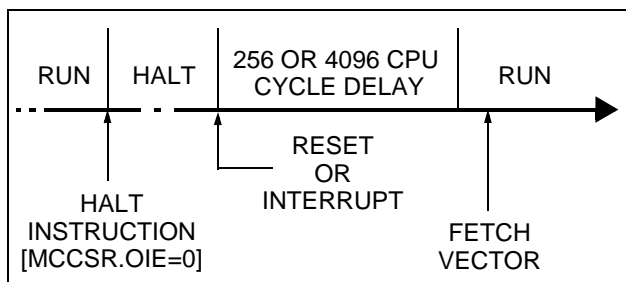 RUN
HALT
256 OR 4096 CPU
CYCLE DELAY
RUN
RESET
OR
INTERRUPT
HALT
INSTRUCTION
[MCCSR.OIE=0]
FETCH
VECTOR